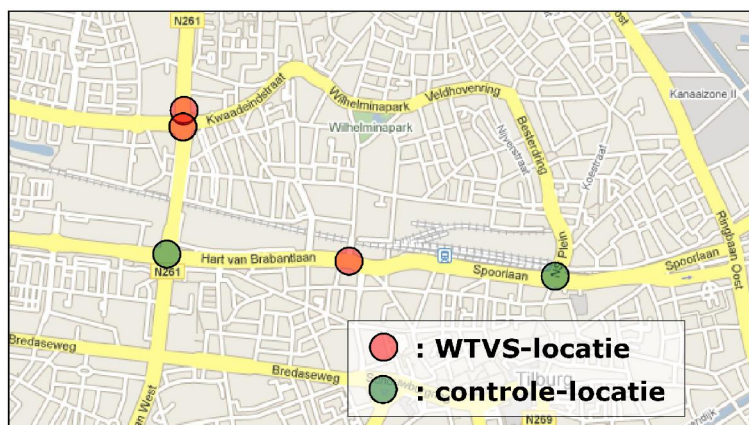 N261
Kanaalzone II
Kwaadeindstraat
Wilhelminapark
Veldhovenring
Wilhelminapark
Nijverstraat
Besterdring
Koestraat
Hart van Brabantlaan
N261
Spoorlaan
Spoorlaan
Ringbaan Oost
Bredaseweg
Bredaseweg
Tilburg
N269
: WTVS-locatie
: controle-locatie